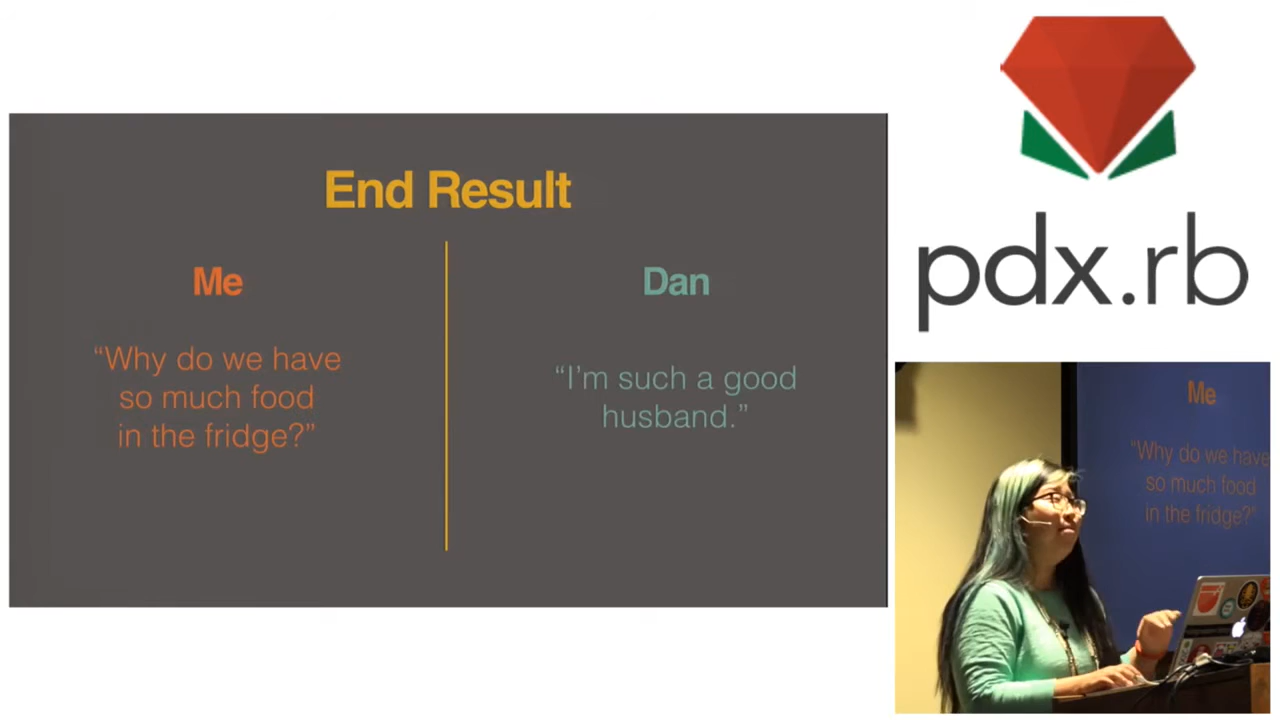 End Result
Me
“Why do we have
so much food
in the fridge?”
Dan
“I’m such a good
husband.”
pdx.rb
Me
“Why do we have
so much food
in the fridge?”